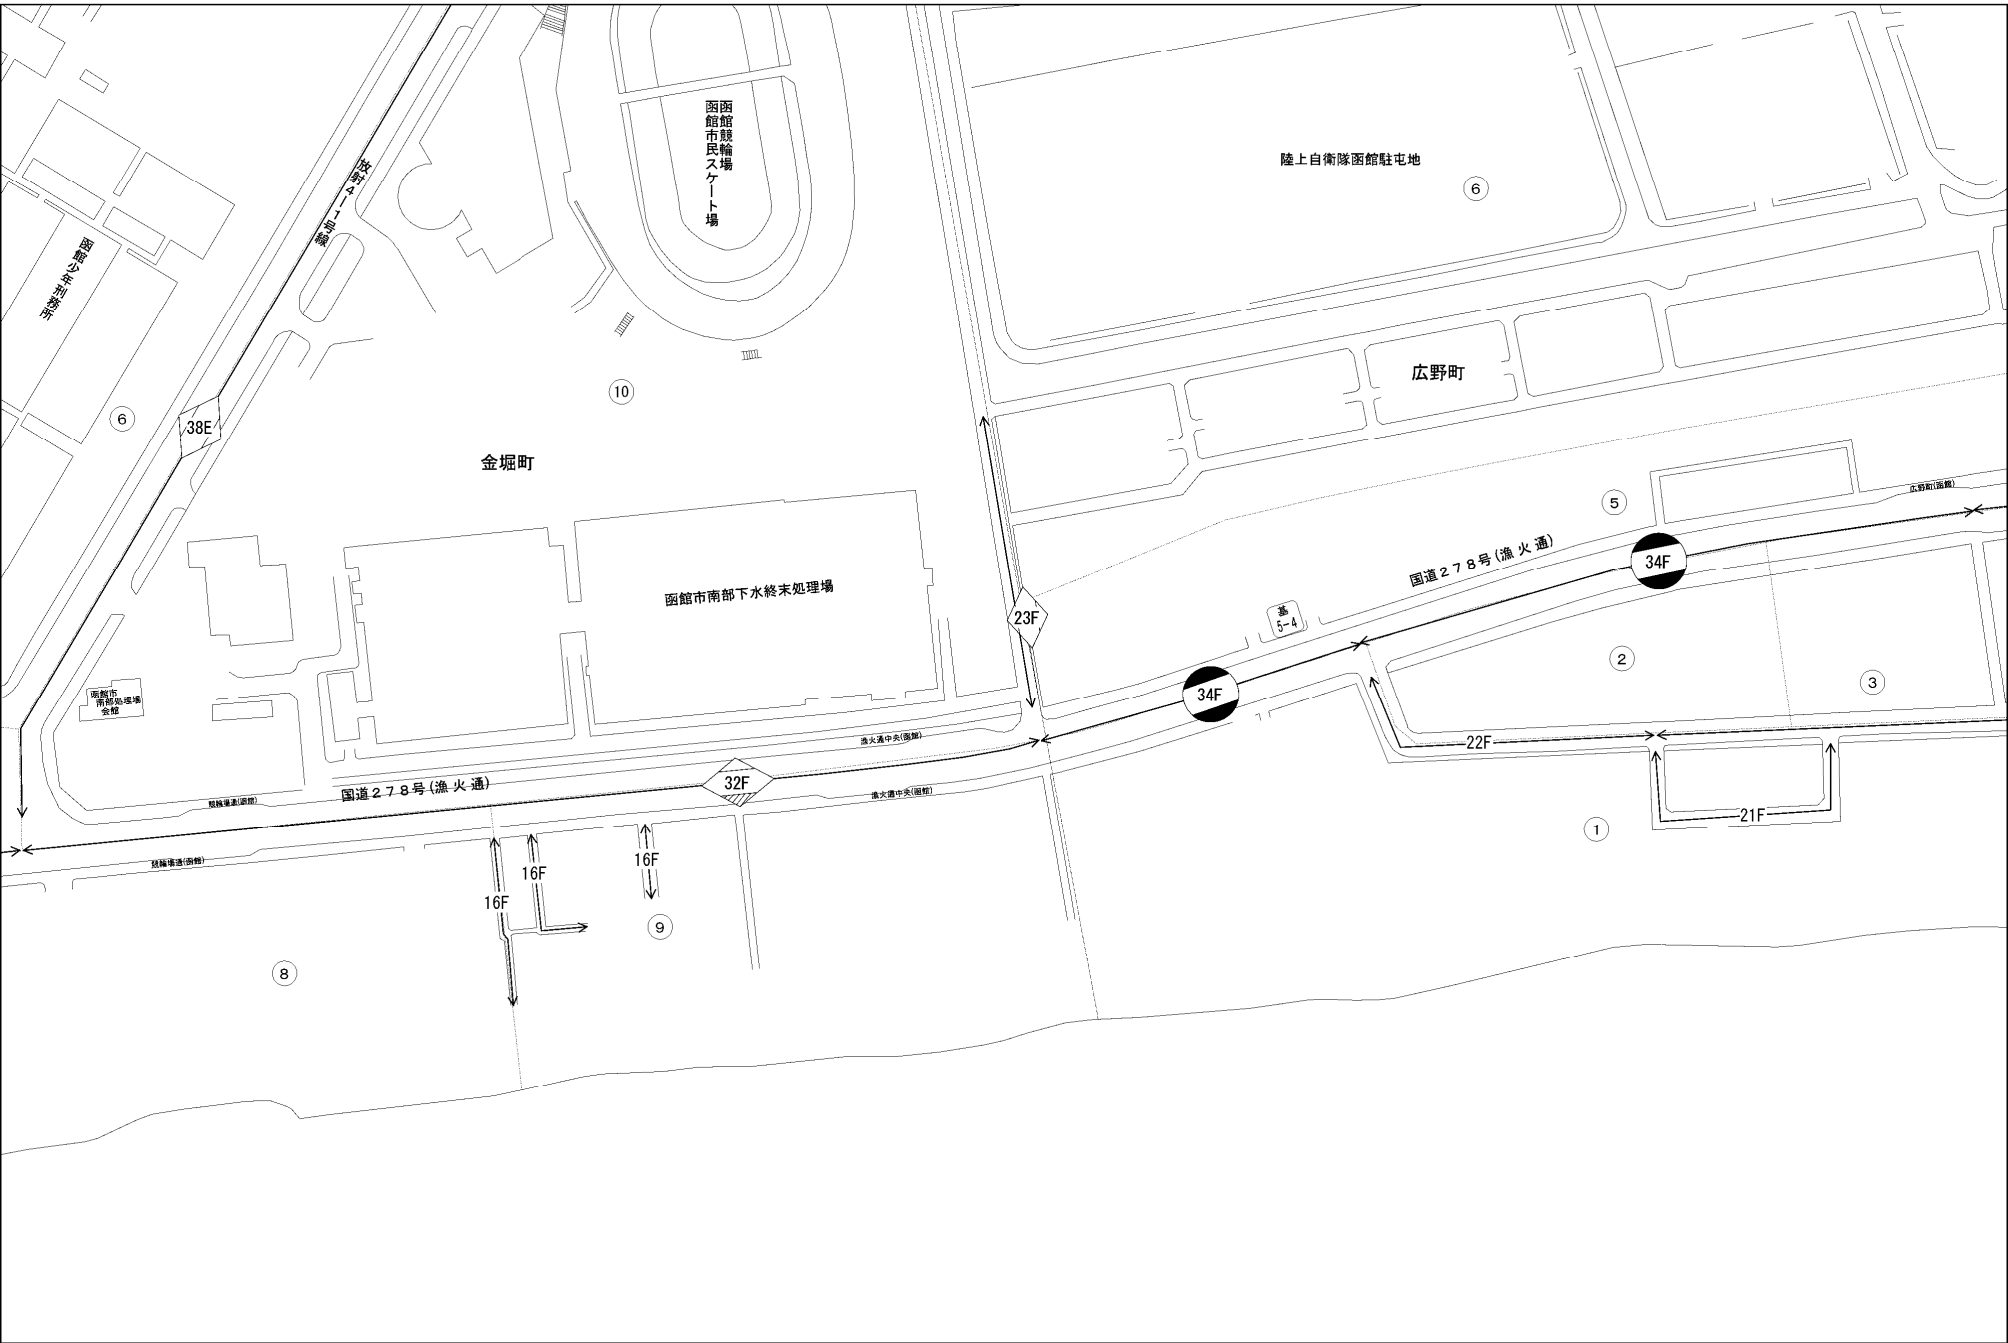 函館競輪場
函館市民スケート場
陸上自衛隊函館駐屯地
6
放射4-1号線
函館少年刑務所
6
38E
10
金堀町
広野町
5
広野町(函館)
国道278号(漁火通)
34F
函館市南部下水終末処理場
23F
基
5-4
2
3
34F
函館市
南部処理場
会館
漁火通中央(函館)
22F
国道278号(漁火通)
32F
漁火通中央(函館)
競輪場通(函館)
21F
1
競輪場通(函館)
16F
16F
16F
9
8